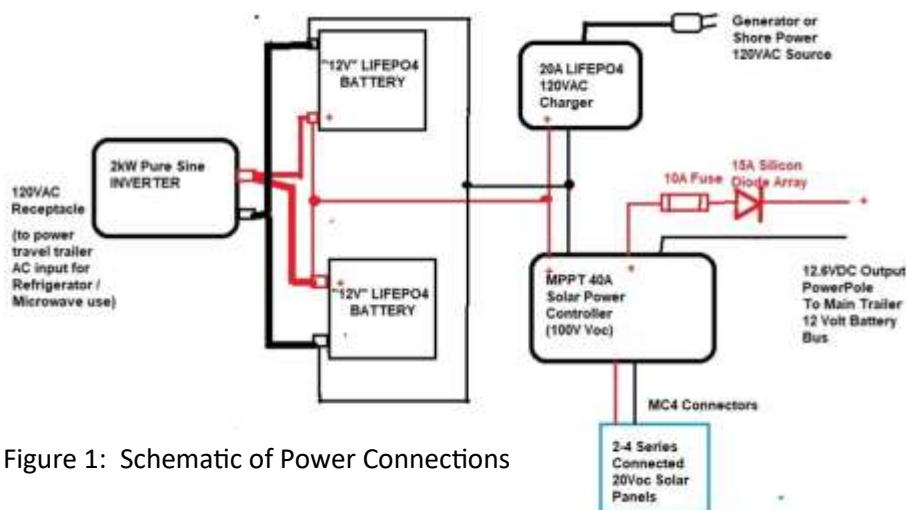 "12V" LIFEPO4
BATTERY
20A LIFEPO4
120VAC
Charger
+
Generator or
Shore Power
120VAC Source
2kW Pure Sine
INVERTER
+
120VAC
Receptacle
(to power
travel trailer
AC input for
Refrigerator /
Microwave use)
10A Fuse
15A Silicon
Diode Array
+
"12V" LIFEPO4
BATTERY
+
+ +
MPPT 40A
Solar Power
Controller
(100V Voc)
12.6VDC Output
PowerPole
To Main Trailer
12 Volt Battery
Bus
MC4 Connectors
2-4 Series
Connected
20Voc Solar
Panels
Figure 1: Schematic of Power Connections